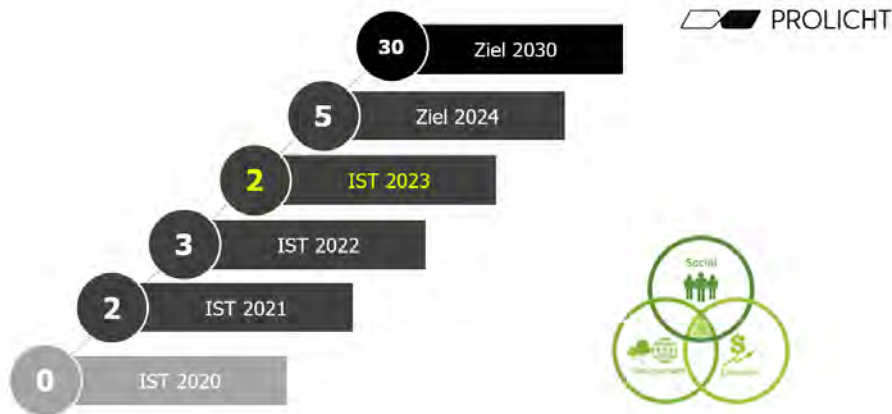 PROLICHT
30
Ziel 2030
5
Ziel 2024
2
IST 2023
3
IST 2022
2
IST 2021
0
IST 2020
Social
$